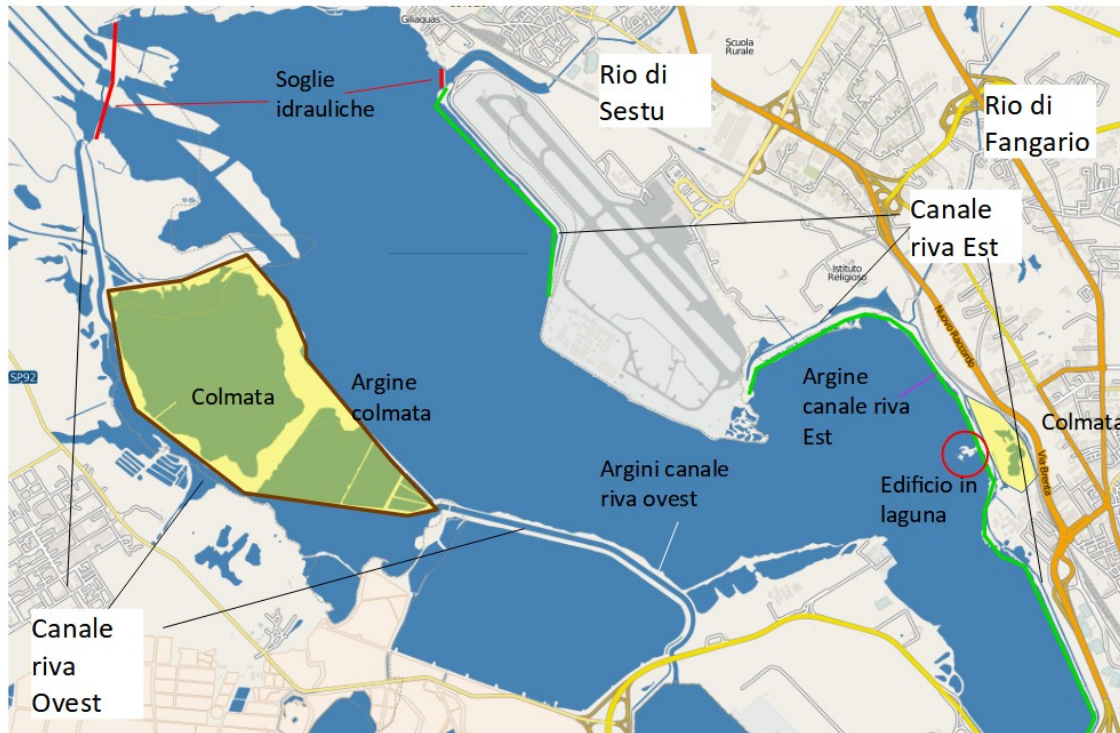 Giliaquas
Scuola
Rurale
Soglie
idrauliche
Rio di
Sestu
Rio di
Fangario
Canale
riva Est
Istituto
Religioso
Nuovo Raccordo
SP92
Colmata
Argine
colmata
Argine
canale riva
Est
Colmata
Via Brenta
Argini canale
riva ovest
Edificio in
laguna
Canale
riva
Ovest